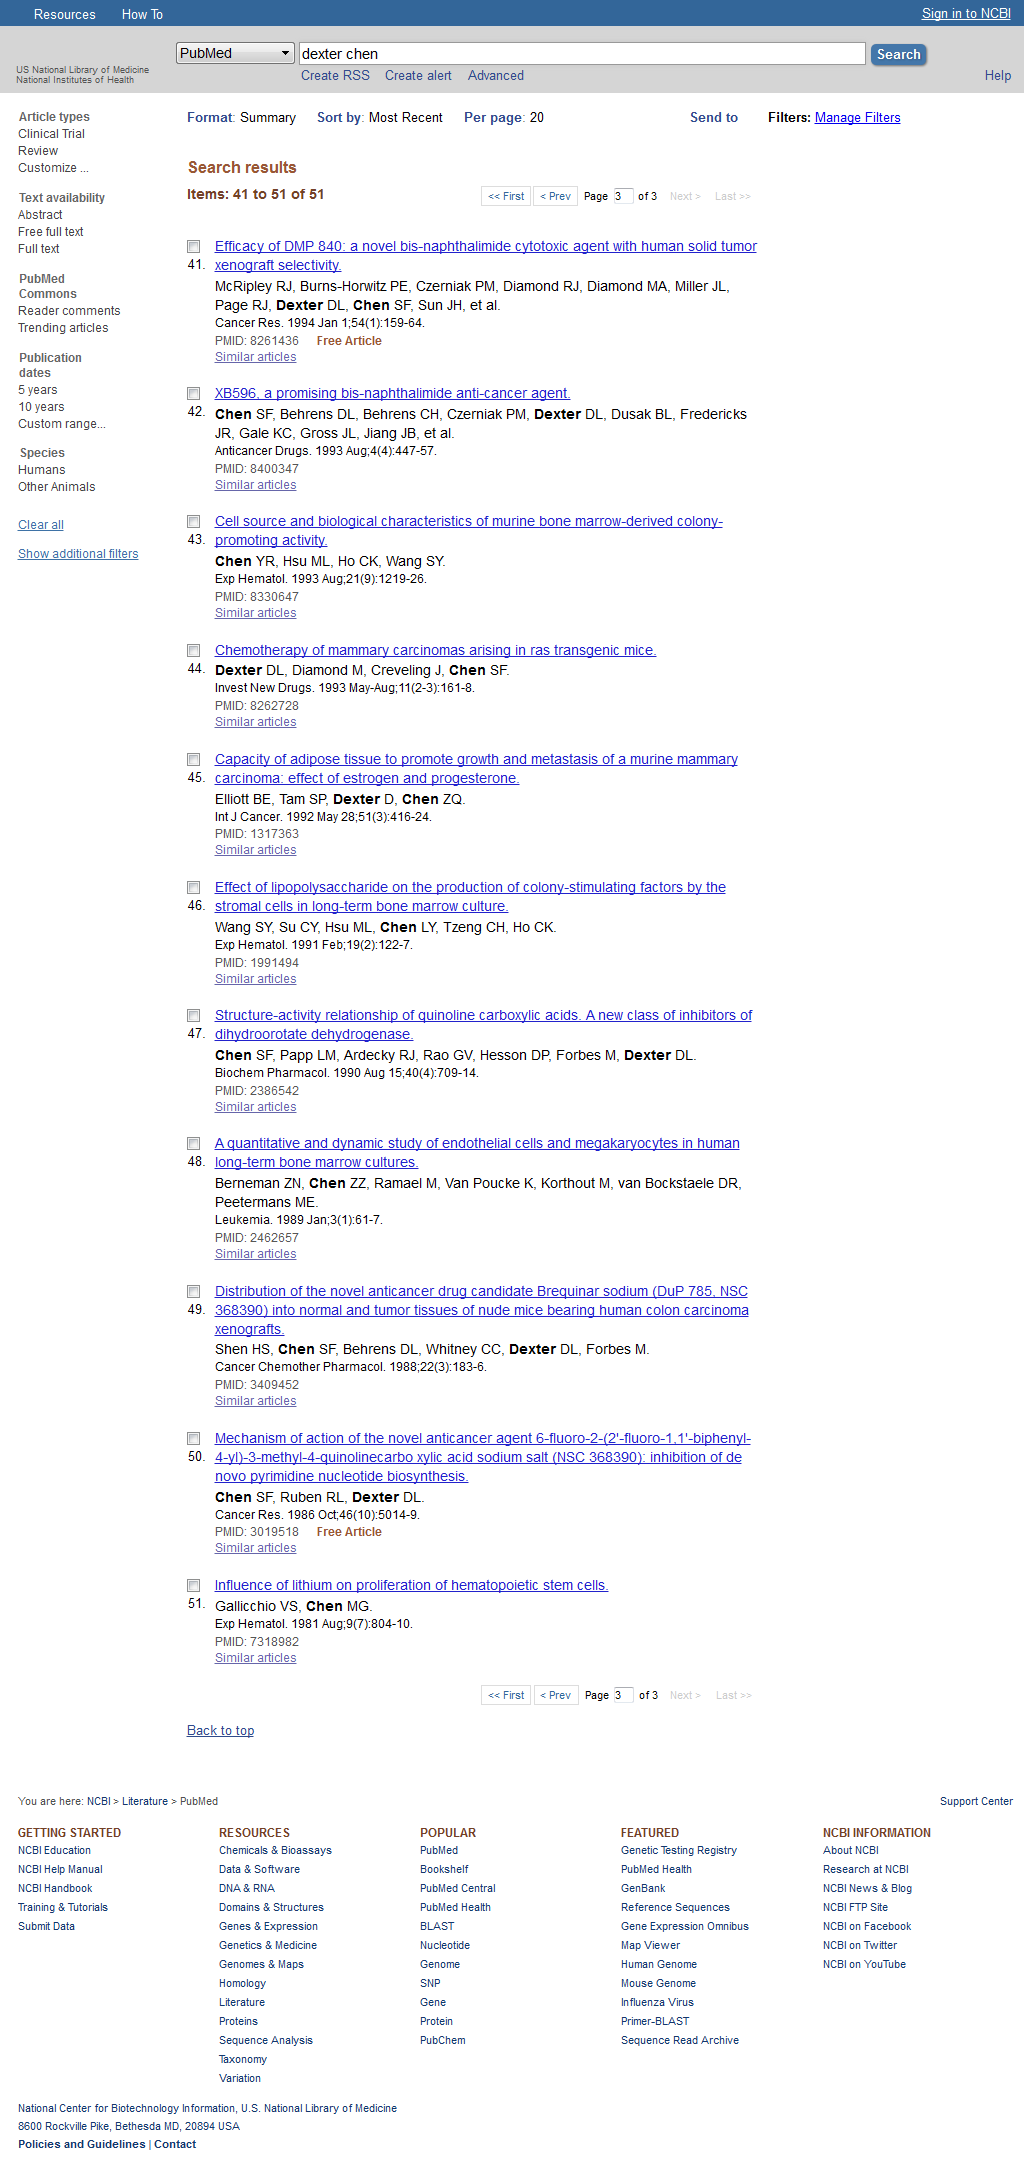 Resources How To Sign in to NCBI
PubMed dexter chen Search
US National Library of Medicine
National Institutes of Health
Create RSS Create alert Advanced Help
Article types
Clinical Trial
Review
Customize ...
Text availability
Abstract
Free full text
Full text
PubMed
Commons
Reader comments
Trending articles
Publication
dates
5 years
10 years
Custom range...
Species
Humans
Other Animals
Clear all
Show additional filters
Format: Summary Sort by: Most Recent Per page: 20 Send to Filters: Manage Filters
Search results
Items: 41 to 51 of 51
<< First < Prev Page 3 of 3 Next > Last >>
Efficacy of DMP 840: a novel bis-naphthalimide cytotoxic agent with human solid tumor
41. xenograft selectivity.
McRipley RJ, Burns-Horwitz PE, Czerniak PM, Diamond RJ, Diamond MA, Miller JL,
Page RJ, Dexter DL, Chen SF, Sun JH, et al.
Cancer Res. 1994 Jan 1;54(1):159-64.
PMID: 8261436 Free Article
Similar articles
XB596, a promising bis-naphthalimide anti-cancer agent.
42. Chen SF, Behrens DL, Behrens CH, Czerniak PM, Dexter DL, Dusak BL, Fredericks
JR, Gale KC, Gross JL, Jiang JB, et al.
Anticancer Drugs. 1993 Aug;4(4):447-57.
PMID: 8400347
Similar articles
Cell source and biological characteristics of murine bone marrow-derived colony-
43. promoting activity.
Chen YR, Hsu ML, Ho CK, Wang SY.
Exp Hematol. 1993 Aug;21(9):1219-26.
PMID: 8330647
Similar articles
Chemotherapy of mammary carcinomas arising in ras transgenic mice.
44. Dexter DL, Diamond M, Creveling J, Chen SF.
Invest New Drugs. 1993 May-Aug;11(2-3):161-8.
PMID: 8262728
Similar articles
Capacity of adipose tissue to promote growth and metastasis of a murine mammary
45. carcinoma: effect of estrogen and progesterone.
Elliott BE, Tam SP, Dexter D, Chen ZQ.
Int J Cancer. 1992 May 28;51(3):416-24.
PMID: 1317363
Similar articles
Effect of lipopolysaccharide on the production of colony-stimulating factors by the
46. stromal cells in long-term bone marrow culture.
Wang SY, Su CY, Hsu ML, Chen LY, Tzeng CH, Ho CK.
Exp Hematol. 1991 Feb;19(2):122-7.
PMID: 1991494
Similar articles
Structure-activity relationship of quinoline carboxylic acids. A new class of inhibitors of
47. dihydroorotate dehydrogenase.
Chen SF, Papp LM, Ardecky RJ, Rao GV, Hesson DP, Forbes M, Dexter DL.
Biochem Pharmacol. 1990 Aug 15;40(4):709-14.
PMID: 2386542
Similar articles
A quantitative and dynamic study of endothelial cells and megakaryocytes in human
48. long-term bone marrow cultures.
Berneman ZN, Chen ZZ, Ramael M, Van Poucke K, Korthout M, van Bockstaele DR,
Peetermans ME.
Leukemia. 1989 Jan;3(1):61-7.
PMID: 2462657
Similar articles
Distribution of the novel anticancer drug candidate Brequinar sodium (DuP 785, NSC
49. 368390) into normal and tumor tissues of nude mice bearing human colon carcinoma
xenografts.
Shen HS, Chen SF, Behrens DL, Whitney CC, Dexter DL, Forbes M.
Cancer Chemother Pharmacol. 1988;22(3):183-6.
PMID: 3409452
Similar articles
Mechanism of action of the novel anticancer agent 6-fluoro-2-(2'-fluoro-1,1'-biphenyl-
50. 4-yl)-3-methyl-4-quinolinecarbo xylic acid sodium salt (NSC 368390): inhibition of de
novo pyrimidine nucleotide biosynthesis.
Chen SF, Ruben RL, Dexter DL.
Cancer Res. 1986 Oct;46(10):5014-9.
PMID: 3019518 Free Article
Similar articles
Influence of lithium on proliferation of hematopoietic stem cells.
51. Gallicchio VS, Chen MG.
Exp Hematol. 1981 Aug;9(7):804-10.
PMID: 7318982
Similar articles
<< First < Prev Page 3 of 3 Next > Last >>
Back to top
You are here: NCBI > Literature > PubMed Support Center
GETTING STARTED
NCBI Education
NCBI Help Manual
NCBI Handbook
Training & Tutorials
Submit Data
RESOURCES
Chemicals & Bioassays
Data & Software
DNA & RNA
Domains & Structures
Genes & Expression
Genetics & Medicine
Genomes & Maps
Homology
Literature
Proteins
Sequence Analysis
Taxonomy
Variation
POPULAR
PubMed
Bookshelf
PubMed Central
PubMed Health
BLAST
Nucleotide
Genome
SNP
Gene
Protein
PubChem
FEATURED
Genetic Testing Registry
PubMed Health
GenBank
Reference Sequences
Gene Expression Omnibus
Map Viewer
Human Genome
Mouse Genome
Influenza Virus
Primer-BLAST
Sequence Read Archive
NCBI INFORMATION
About NCBI
Research at NCBI
NCBI News & Blog
NCBI FTP Site
NCBI on Facebook
NCBI on Twitter
NCBI on YouTube
National Center for Biotechnology Information, U.S. National Library of Medicine
8600 Rockville Pike, Bethesda MD, 20894 USA
Policies and Guidelines | Contact